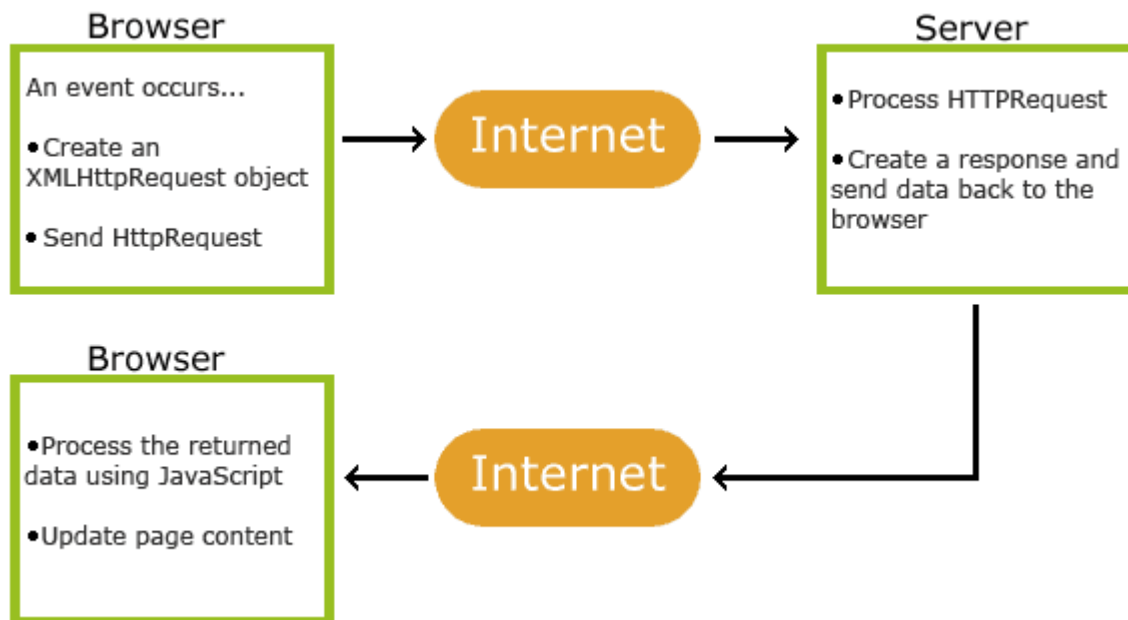 Browser
An event occurs...
•Create an
XMLHttpRequest object
• Send HttpRequest
Internet
Server
•Process HTTPRequest
•Create a response and
send data back to the
browser
Browser
•Process the returned
data using JavaScript
•Update page content
Internet